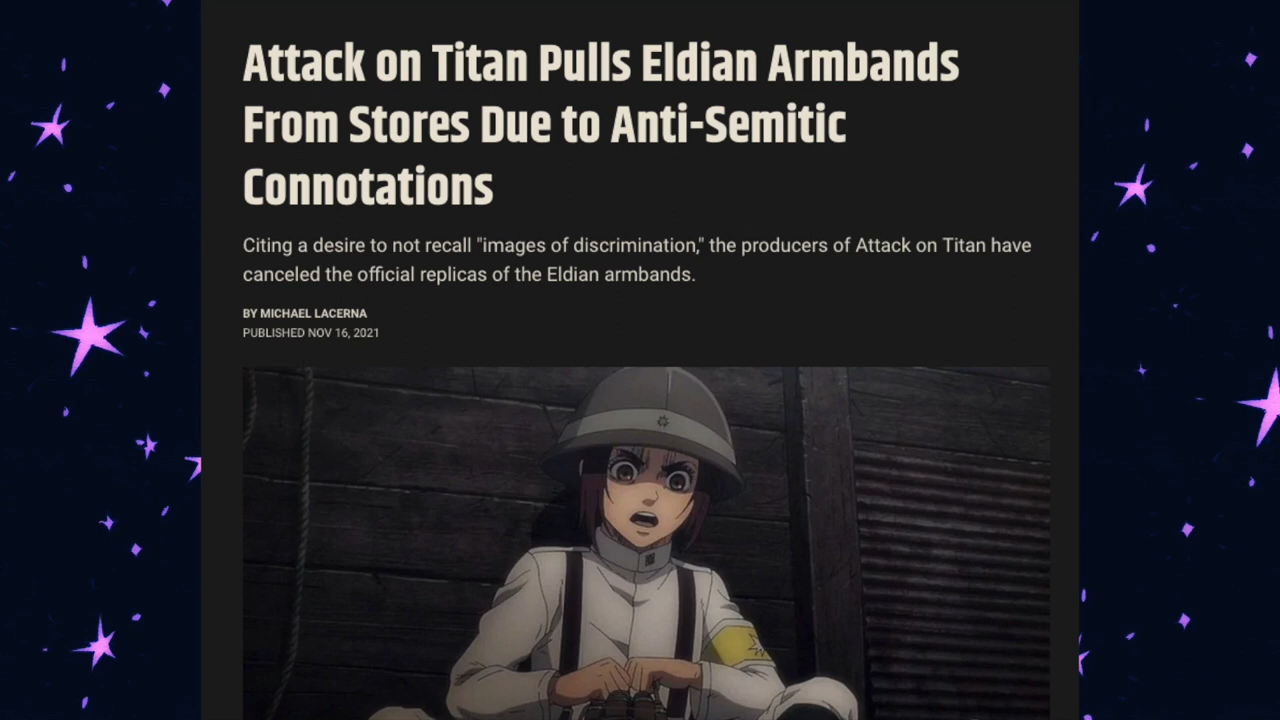 Attack on Titan Pulls Eldian Armbands
From Stores Due to Anti-Semitic
Connotations
Citing a desire to not recall "images of discrimination," the producers of Attack on Titan have
canceled the official replicas of the Eldian armbands.
BY MICHAEL LACERNA
PUBLISHED NOV 16, 2021